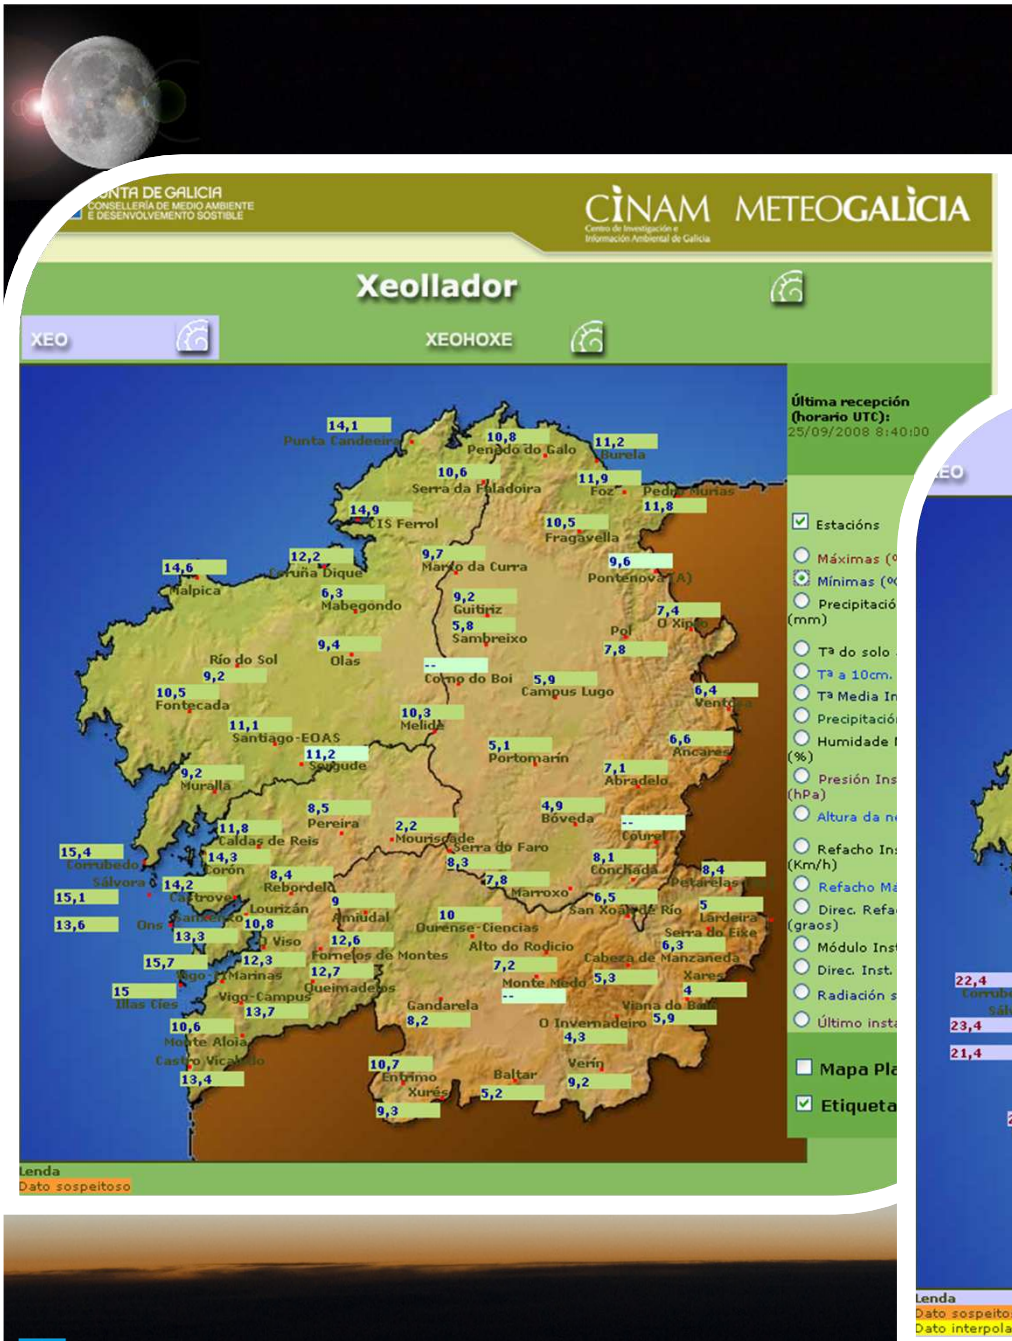 NTA DE GALICIA
CONSELLERÍA DE MEDIO AMBIENTE
E DESENVOLVEMENTO SOSTIBLE
CINAM
Centro de Investigación e
Información Ambiental de Galicia
METEOGALICIA
Xeollador
XEO
XEOHOXE
Última recepción
(horario UTC):
25/09/2008 8:40:00
Estacións
Máximas (º
Mínimas (º
Precipitació
(mm)
Tª do solo
Tª a 10cm.
Tª Media In
Precipitació
Humidade
(%)
Presión Ins
(hPa)
Altura da n
Refacho Ins
(Km/h)
Refacho Ma
Direc. Refa
(graos)
Módulo Inst
Direc. Inst.
Radiación s
Último insta
Mapa Pla
Etiqueta
14,1
Punta Candeeira
10,8
Penedo do Galo
11,2
Burela
10,6
Serra da Faladoira
11,9
Foz
Pedro Murias
11,8
14,9
CIS Ferrol
10,5
Fragavella
12,2
Coruña Dique
9,7
Marco da Curra
9,6
Pontenova (A)
14,6
Malpica
6,3
Mabegondo
9,2
Guitiriz
7,4
O Xipro
5,8
Sambreixo
Pol
7,8
9,4
Olas
Río do Sol
9,2
--
Corno do Boi
5,9
Campus Lugo
6,4
Ventosa
10,5
Fontecada
10,3
Melide
11,1
Santiago-EOAS
11,2
Sergude
5,1
Portomarín
6,6
Ancares
9,2
Muralla
7,1
Abradelo
8,5
Pereira
4,9
Bóveda
11,8
Caldas de Reis
2,2
Mouriscade
--
Courel
15,4
Corrubedo
14,3
Corón
Serra do Faro
8,3
8,1
Conchada
Sálvora
15,1
14,2
Castrove
8,4
Rebordelo
7,8
Marroxo
8,4
Petarelas
13,6
Ons
Sanxenxo
Lourizán
10,8
9
Amiudal
10
Ourense-Ciencias
6,5
San Xoán de Río
5
Lardeira
13,3
O Viso
12,3
12,6
Fornelos de Montes
Alto do Rodicio
7,2
Serra do Eixe
6,3
Cabeza de Manzaneda
5,3
15,7
Marinas
12,7
Queimadelos
Monte Medo
--
Xares
4
15
Illas Cíes
Vigo-Campus
13,7
Gandarela
8,2
Viana do Bolo
5,9
10,6
Monte Aloia
O Invernadeiro
4,3
Castro Vicaludo
13,4
10,7
Entrimo
Baltar
5,2
Verín
9,2
Xurés
9,3
Lenda
Dato sospeitoso
EO
22,4
23,4
21,4
Lenda
Dato sospeito
Dato interpola